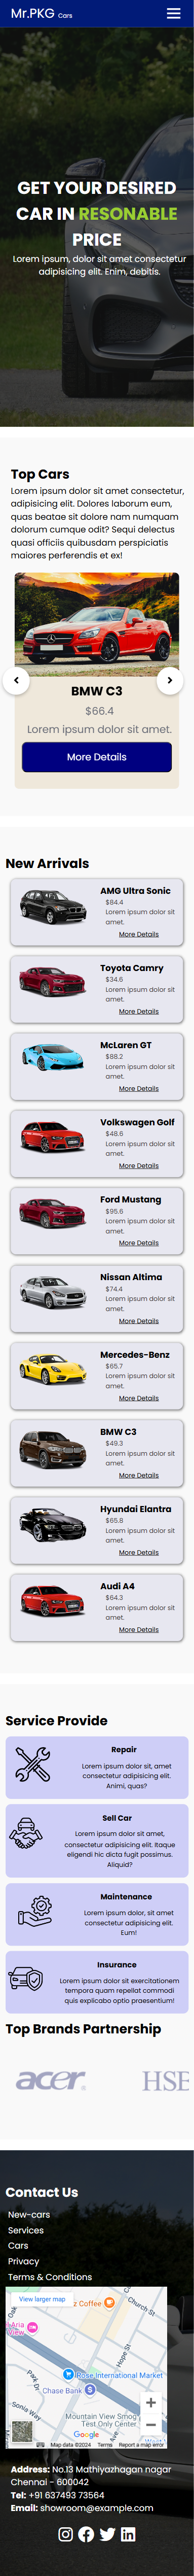 Mr.PKG Cars
GET YOUR DESIRED
CAR IN RESONABLE
PRICE
Lorem ipsum, dolor sit amet consectetur
adipisicing elit. Enim, debitis.
Top Cars
Lorem ipsum dolor sit amet consectetur,
adipisicing elit. Dolores laborum eum,
quas beatae sit dolore nam numquam
dolorum cumque odit? Sequi delectus
quasi officiis quibusdam perspiciatis
maiores perferendis et ex!
BMW C3
$66.4
Lorem ipsum dolor sit amet.
More Details
New Arrivals
AMG Ultra Sonic
$84.4
Lorem ipsum dolor sit
amet.
More Details
Toyota Camry
$34.6
Lorem ipsum dolor sit
amet.
More Details
McLaren GT
$88.2
Lorem ipsum dolor sit
amet.
More Details
Volkswagen Golf
$48.6
Lorem ipsum dolor sit
amet.
More Details
Ford Mustang
$95.6
Lorem ipsum dolor sit
amet.
More Details
Nissan Altima
$74.4
Lorem ipsum dolor sit
amet.
More Details
Mercedes-Benz
$65.7
Lorem ipsum dolor sit
amet.
More Details
BMW C3
$49.3
Lorem ipsum dolor sit
amet.
More Details
Hyundai Elantra
$65.8
Lorem ipsum dolor sit
amet.
More Details
Audi A4
$64.3
Lorem ipsum dolor sit
amet.
More Details
Service Provide
Repair
Lorem ipsum dolor sit, amet
consectetur adipisicing elit.
Animi, quas?
Sell Car
Lorem ipsum dolor sit amet,
consectetur adipisicing elit. Itaque
eligendi hic dicta fugit possimus.
Aliquid?
Maintenance
Lorem ipsum dolor, sit amet
consectetur adipisicing elit.
Eum!
Insurance
Lorem ipsum dolor sit exercitationem
tempora quam repellat commodi
quis explicabo optio praesentium!
Top Brands Partnership
acer
HSB
Contact Us
New-cars
Services
Cars
Privacy
Terms & Conditions
View larger map
z Coffee
Church St
Oak
Aria
View
Hope St
Rose International Market
Park Dr
Chase Bank
Sonia Way
Mountain View Smog
Test Only Center
Google
West
Map data ©2024 Terms Report a map error
Address: No.13 Mathiyazhagan nagar
Chennai - 600042
Tel: +91 637493 73564
Email: showroom@example.com